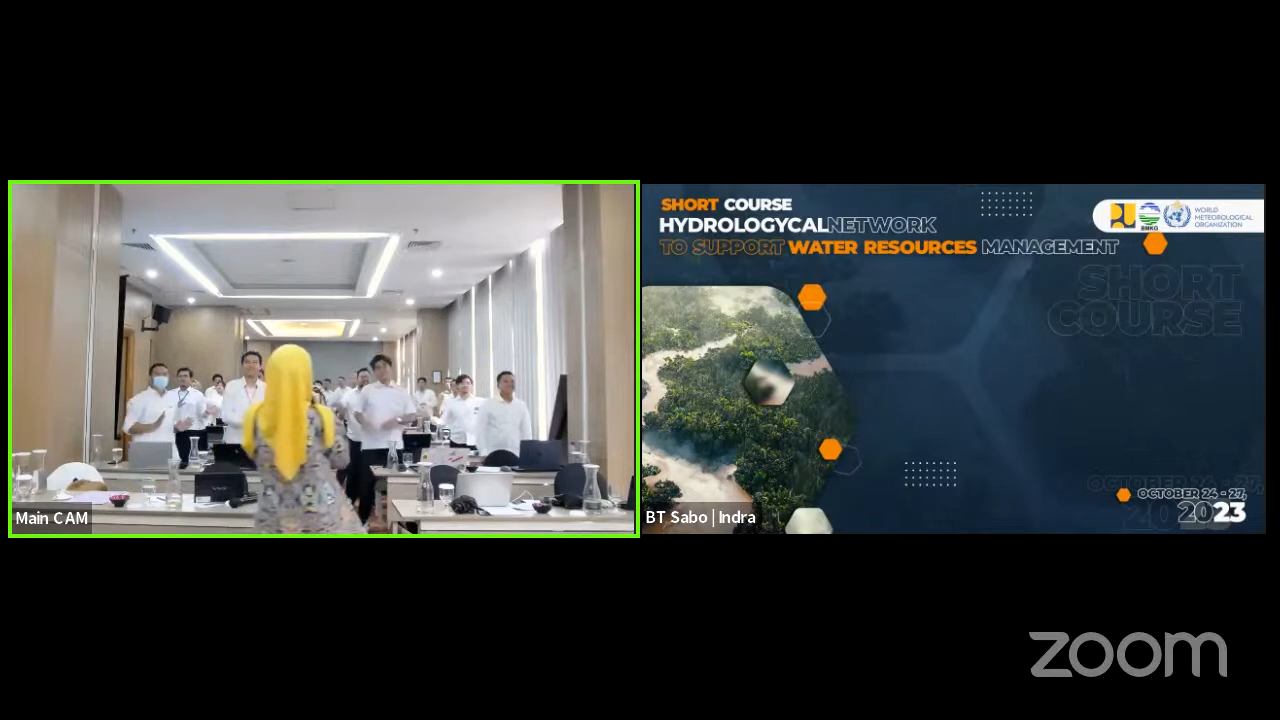 SHORT COURSE
HYDROLOGYCALNETWORK
TO SUPPORT WATER RESOURCES MANAGEMENT
BMKG
WORLD
METEOROLOGICAL
ORGANIZATION
SHORT
COURSE
OCTOBER 24 - 27,
2023
Main CAM
BT Sabo | Indra
zoom